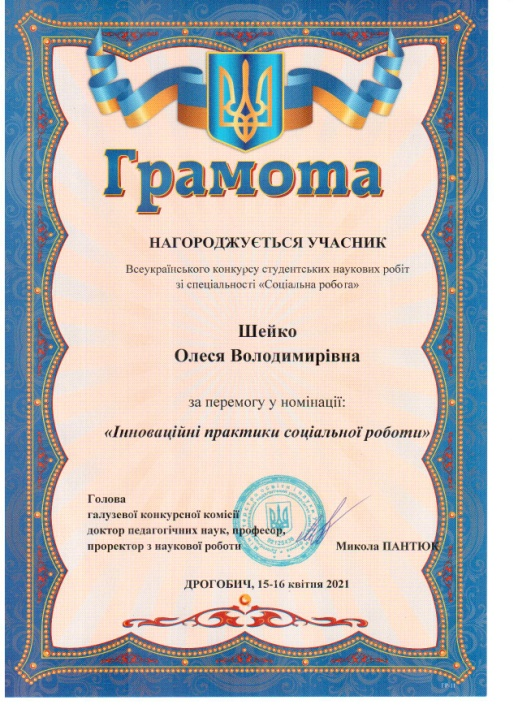 Грамота
НАГОРОДЖУЄТЬСЯ УЧАСНИК
Всеукраїнського конкурсу студентських наукових робіт
зі спеціальності «Соціальна робота»
Шейко
Олеся Володимирівна
за перемогу у номінації:
«Інноваційні практики соціальної роботи»
Голова
галузевої конкурсної комісії
доктор педагогічних наук, професор,
проректор з наукової роботи
Микола ПАНТЮК
ДРОГОБИЧ, 15-16 квітня 2021